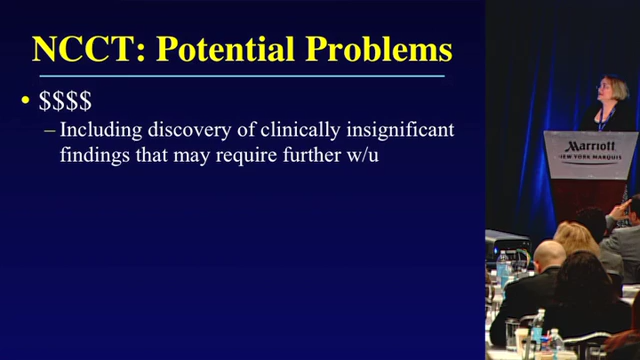 NCCT: Potential Problems
• $$$$
– Including discovery of clinically insignificant
findings that may require further w/u
Marriott
NEW YORK MARQUIS